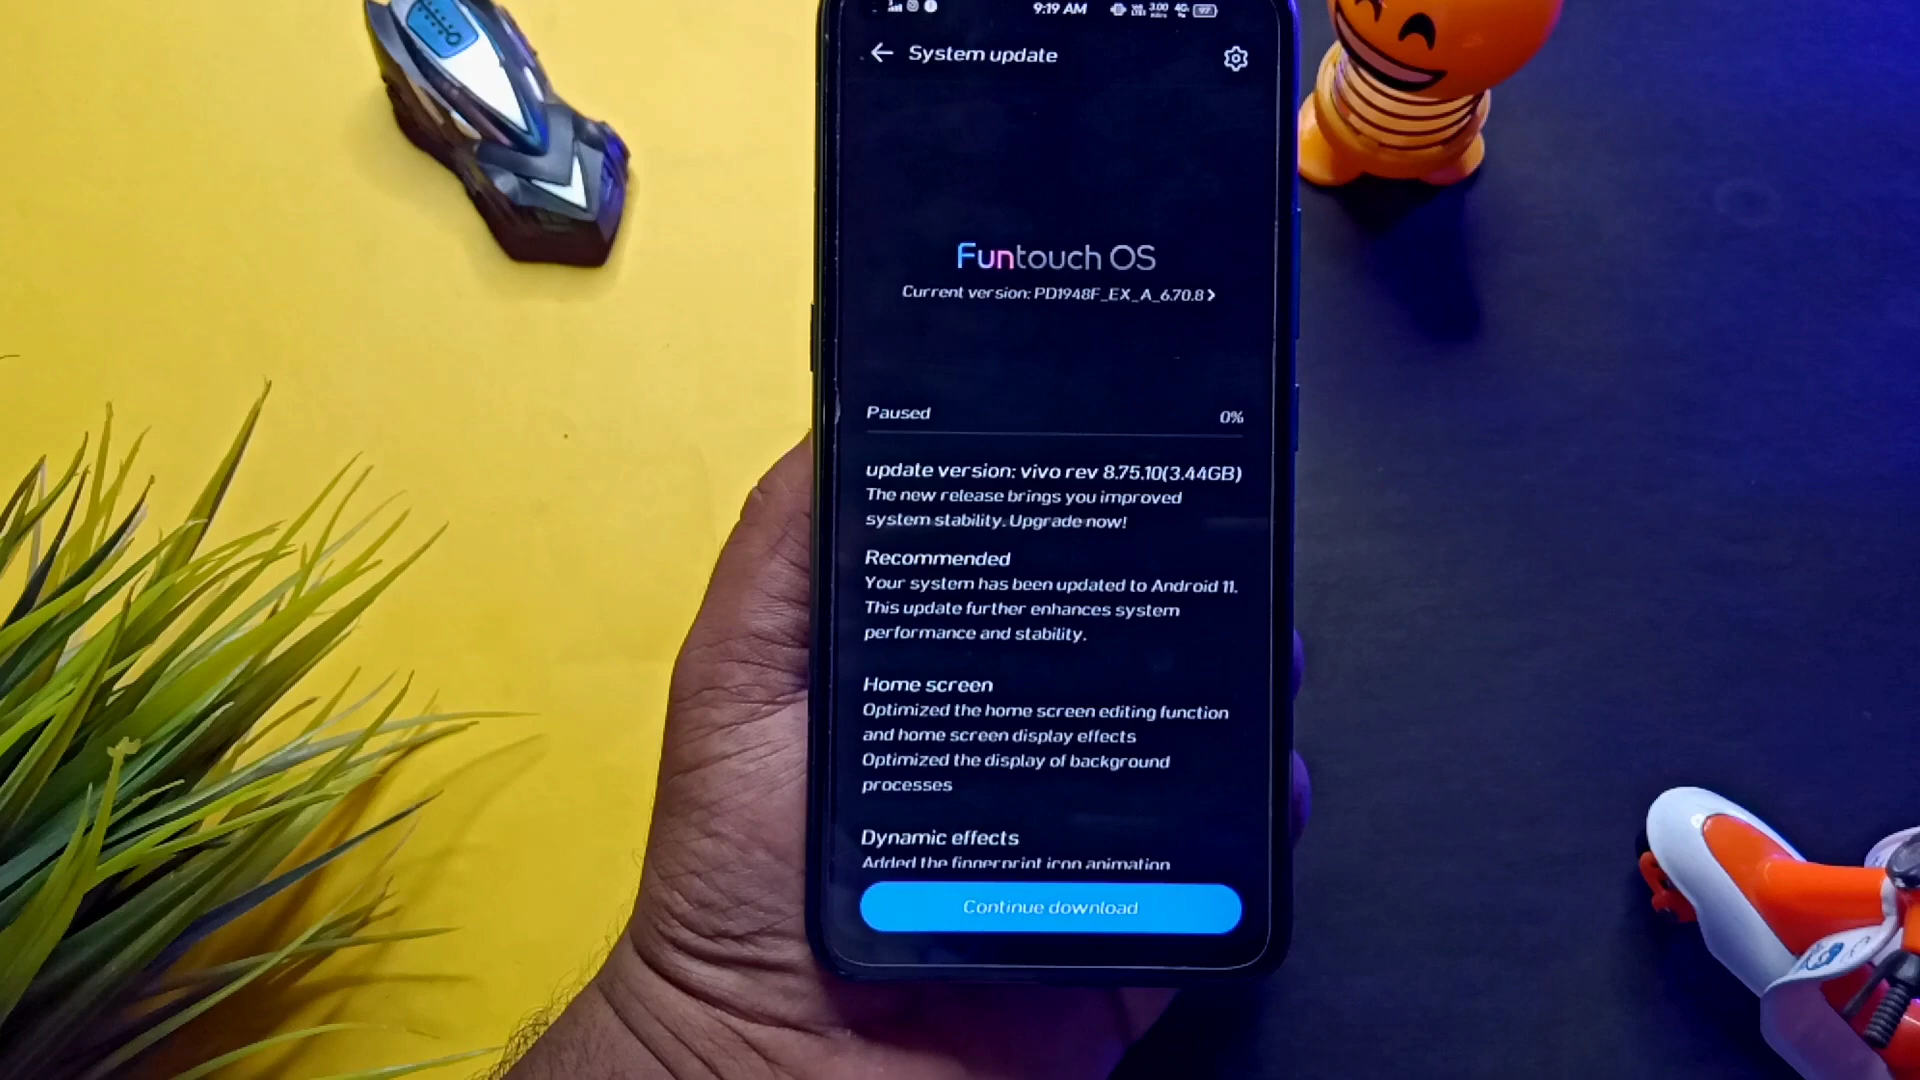 9:19 AM
System update
Funtouch OS
Current version: PD1948F_EX_A_6.70.8
Paused
0%
update version: vivo rev 8.75.10(3.44GB)
The new release brings you improved
system stability. Upgrade now!
Recommended
Your system has been updated to Android 11.
This update further enhances system
performance and stability.
Home screen
Optimized the home screen editing function
and home screen display effects
Optimized the display of background
processes
Dynamic effects
Added the fingerprint icon animation
Continue download